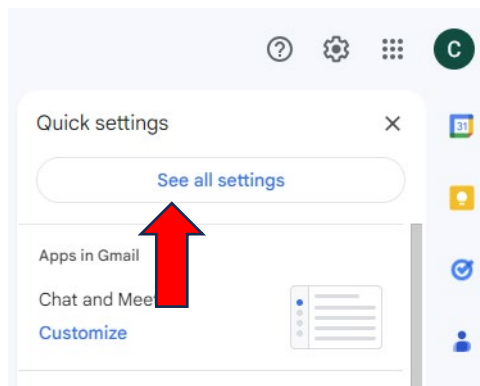 C
Quick settings
31
See all settings
Apps in Gmail
Chat and Meet
Customize